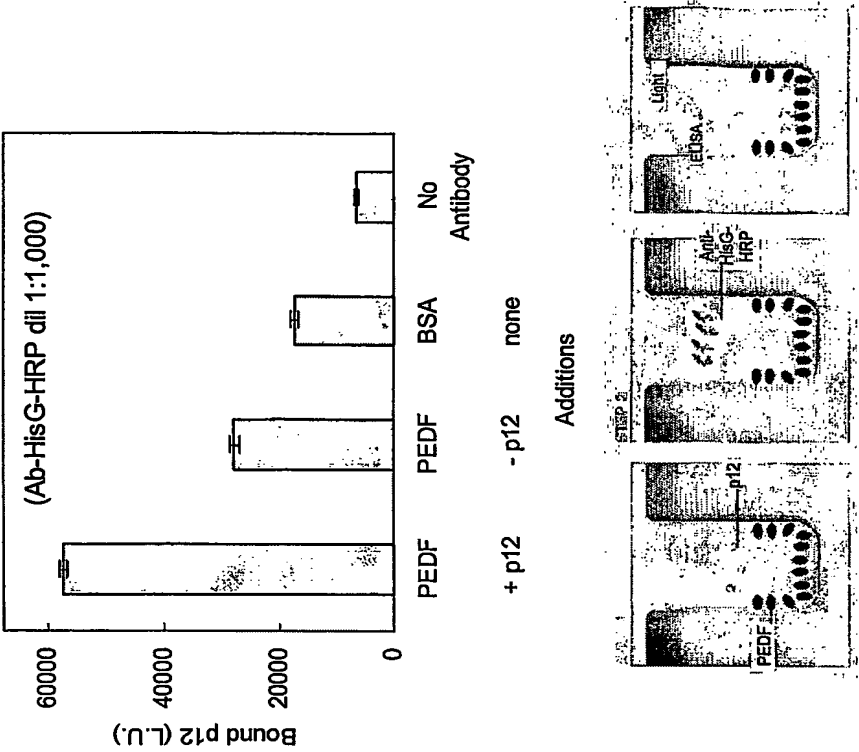 (Ab-HisG-HRP dil 1:1,000)
Bound p12 (L.U.)
60000
40000
20000
0
PEDF PEDF BSA No Antibody
+ p12 - p12 none
Additions
PEDF
p12
STEP 2
Anti-
HisG-
HRP
ELISA
Light